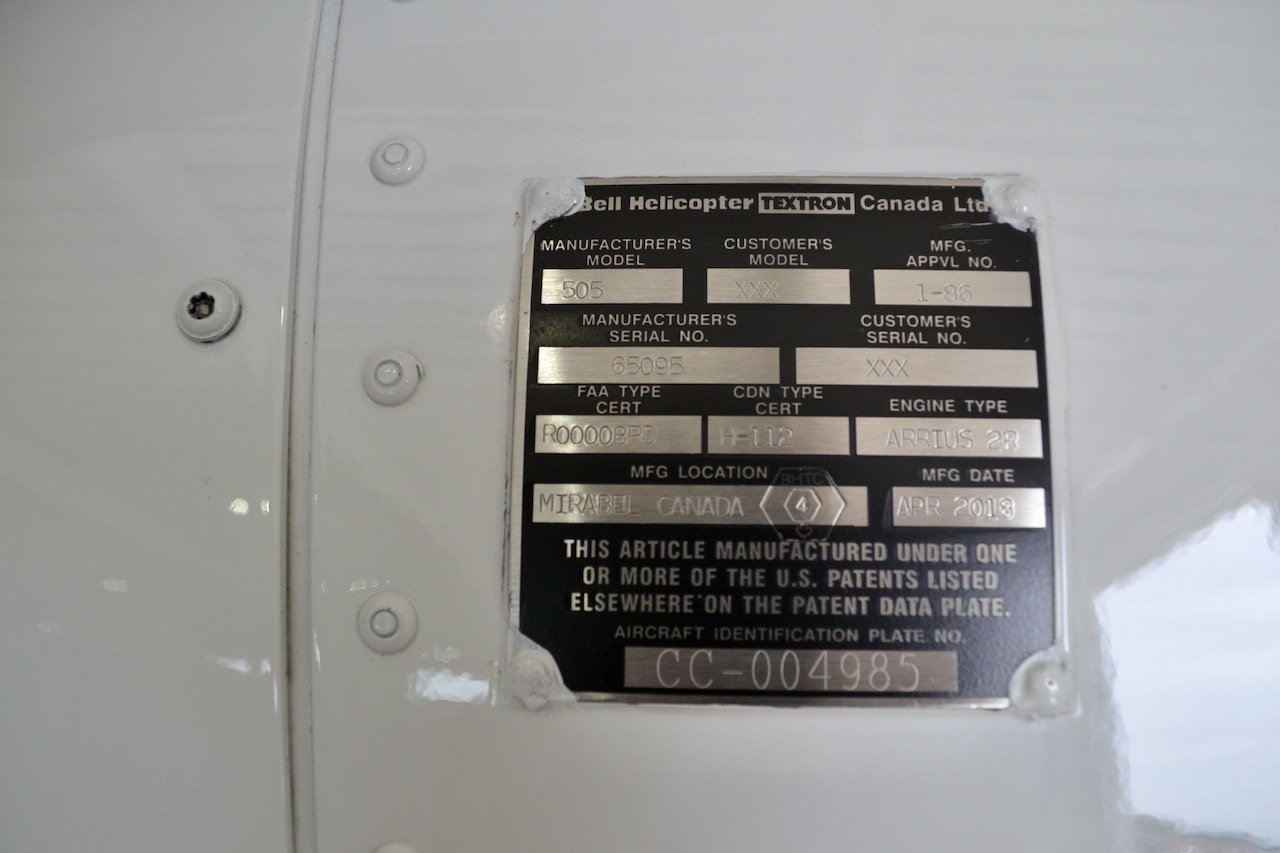 Bell Helicopter TEXTRON Canada Ltd
MANUFACTURER'S MODEL CUSTOMER'S MODEL MFG. APPVL NO.
505 XXX 1-86
MANUFACTURER'S SERIAL NO. CUSTOMER'S SERIAL NO.
65095 XXX
FAA TYPE CERT CDN TYPE CERT ENGINE TYPE
R00008RD H-112 ARRIUS 2R
MFG LOCATION MFG DATE
MIRABEL CANADA BHTC 4 APR 2018
THIS ARTICLE MANUFACTURED UNDER ONE
OR MORE OF THE U.S. PATENTS LISTED
ELSEWHERE ON THE PATENT DATA PLATE.
AIRCRAFT IDENTIFICATION PLATE NO.
CC-004985